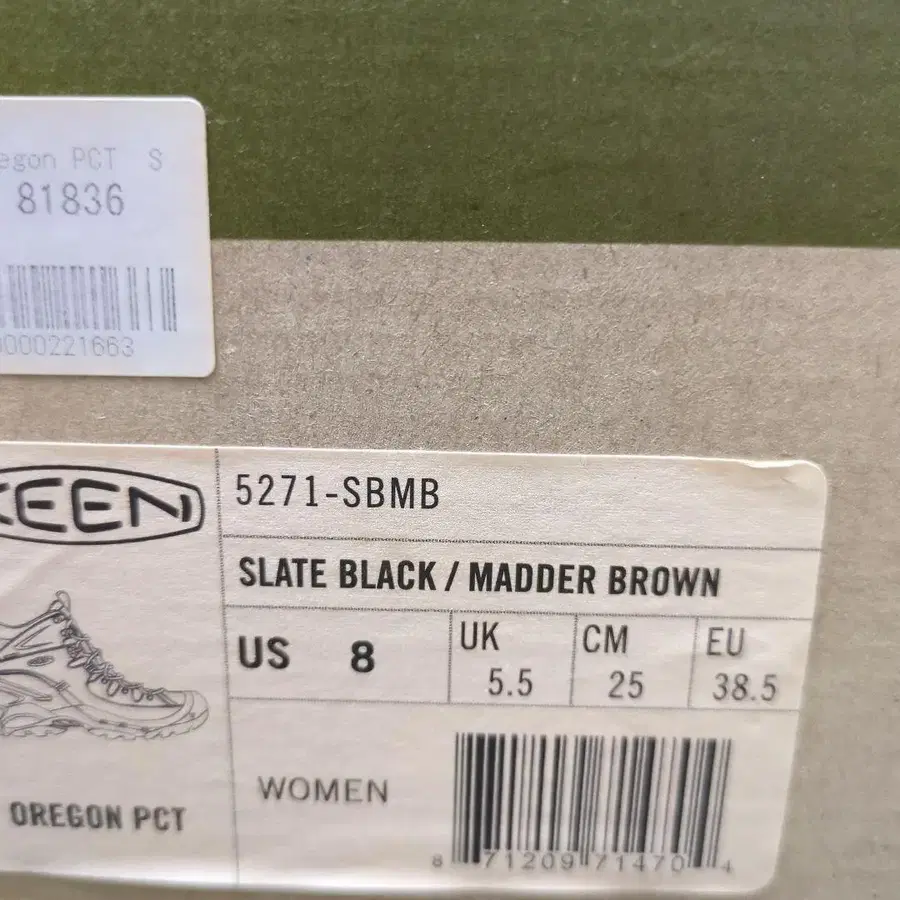 egon PCT S
81836
0000221663
KEEN
5271-SBMB
SLATE BLACK / MADDER BROWN
US 8
UK 5.5
CM 25
EU 38.5
OREGON PCT
WOMEN
8 71209 71470 4